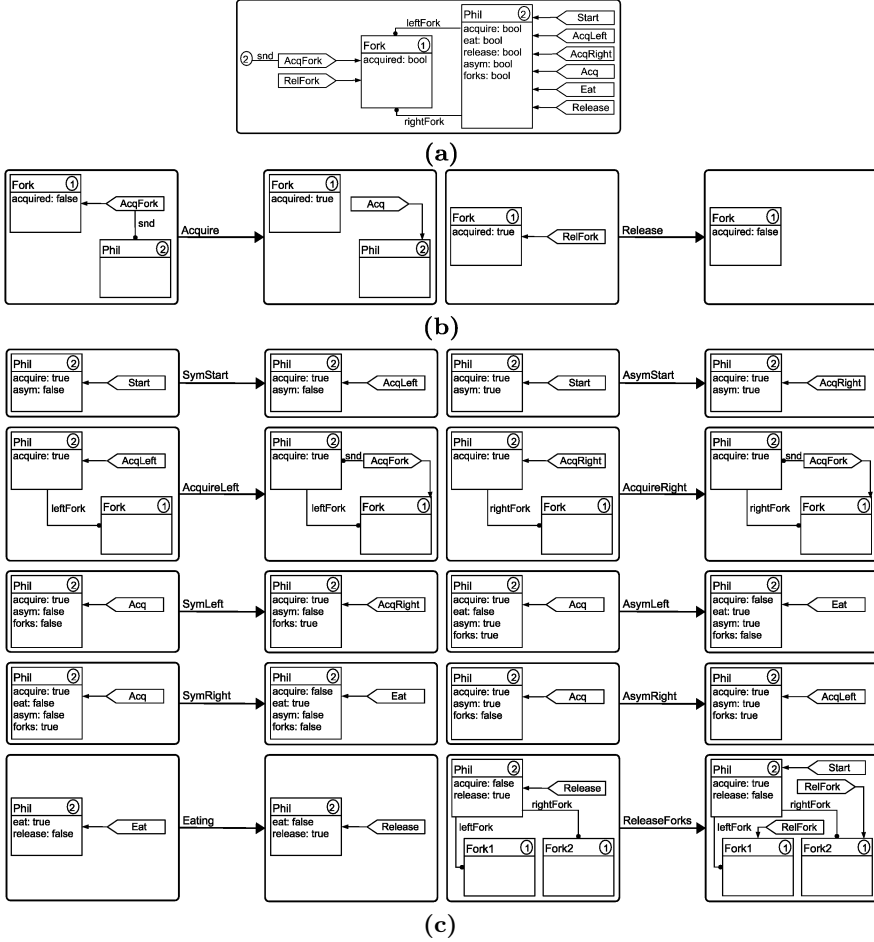 leftFork
Phil 2
acquire: bool
eat: bool
release: bool
asym: bool
forks: bool
Start
AcqLeft
AcqRight
Acq
Eat
Release
Fork 1
acquired: bool
2 snd AcqFork
RelFork
rightFork
(a)
Fork 1
acquired: false
AcqFork
snd
Phil 2
Acquire
Fork 1
acquired: true
Acq
Phil 2
Fork 1
acquired: true
RelFork
Release
Fork 1
acquired: false
(b)
Phil 2
acquire: true
asym: false
Start
SymStart
Phil 2
acquire: true
asym: false
AcqLeft
Phil 2
acquire: true
asym: true
Start
AsymStart
Phil 2
acquire: true
asym: true
AcqRight
Phil 2
acquire: true
AcqLeft
leftFork
Fork 1
AcquireLeft
Phil 2
acquire: true
snd
AcqFork
leftFork
Fork 1
Phil 2
acquire: true
AcqRight
rightFork
Fork 1
AcquireRight
Phil 2
acquire: true
snd
AcqFork
rightFork
Fork 1
Phil 2
acquire: true
asym: false
forks: false
Acq
SymLeft
Phil 2
acquire: true
asym: false
forks: true
AcqRight
Phil 2
acquire: true
eat: false
asym: true
forks: true
Acq
AsymLeft
Phil 2
acquire: false
eat: true
asym: true
forks: false
Eat
Phil 2
acquire: true
eat: false
asym: false
forks: true
Acq
SymRight
Phil 2
acquire: false
eat: true
asym: false
forks: false
Eat
Phil 2
acquire: true
asym: true
forks: false
Acq
AsymRight
Phil 2
acquire: true
asym: true
forks: true
AcqLeft
Phil 2
eat: true
release: false
Eat
Eating
Phil 2
eat: false
release: true
Release
Phil 2
acquire: false
release: true
Release
rightFork
leftFork
Fork1 1
Fork2 1
ReleaseForks
Phil 2
acquire: true
release: false
Start
RelFork
rightFork
leftFork
RelFork
Fork1 1
Fork2 1
(c)